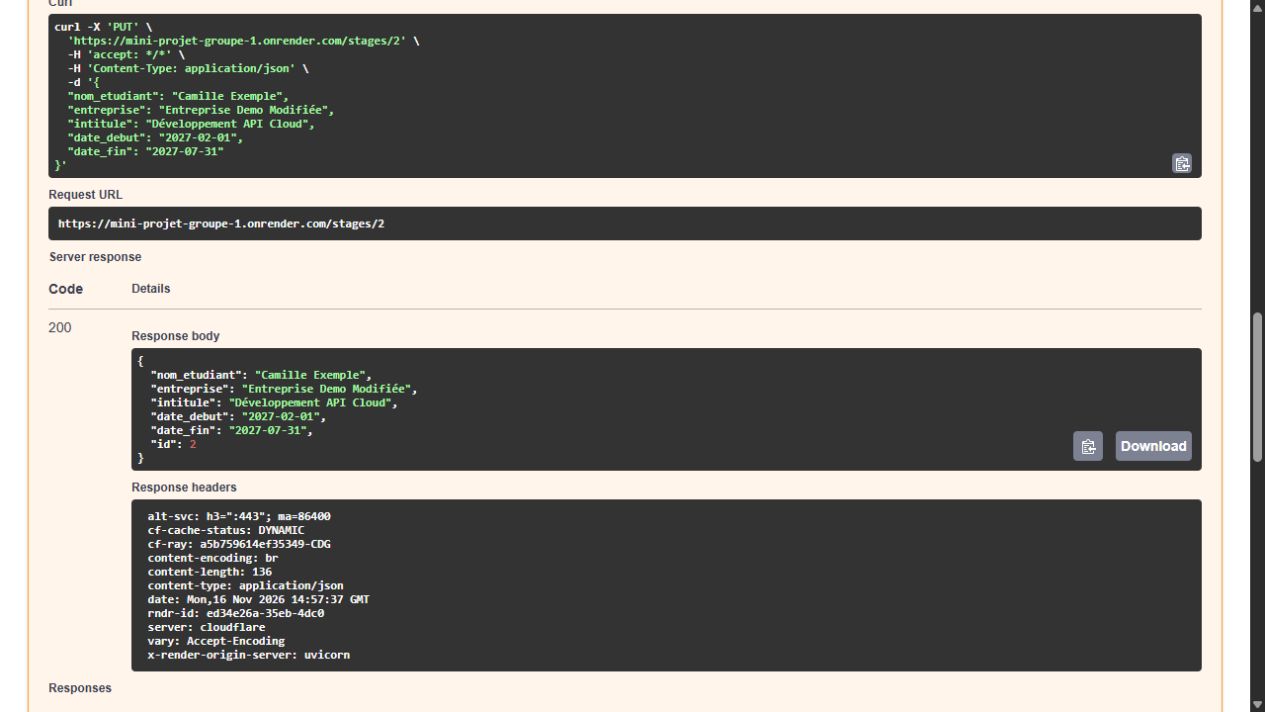 Curl
curl -X 'PUT' \
  'https://mini-projet-groupe-1.onrender.com/stages/2' \
  -H 'accept: */*' \
  -H 'Content-Type: application/json' \
  -d '{
  "nom_etudiant": "Camille Exemple",
  "entreprise": "Entreprise Demo Modifiée",
  "intitule": "Développement API Cloud",
  "date_debut": "2027-02-01",
  "date_fin": "2027-07-31"
}'
Request URL
https://mini-projet-groupe-1.onrender.com/stages/2
Server response
Code Details
200
Response body
{
  "nom_etudiant": "Camille Exemple",
  "entreprise": "Entreprise Demo Modifiée",
  "intitule": "Développement API Cloud",
  "date_debut": "2027-02-01",
  "date_fin": "2027-07-31",
  "id": 2
}
Download
Response headers
alt-svc: h3=":443"; ma=86400
cf-cache-status: DYNAMIC
cf-ray: a5b759614ef35349-CDG
content-encoding: br
content-length: 136
content-type: application/json
date: Mon,16 Nov 2026 14:57:37 GMT
rndr-id: ed34e26a-35eb-4dc0
server: cloudflare
vary: Accept-Encoding
x-render-origin-server: uvicorn
Responses